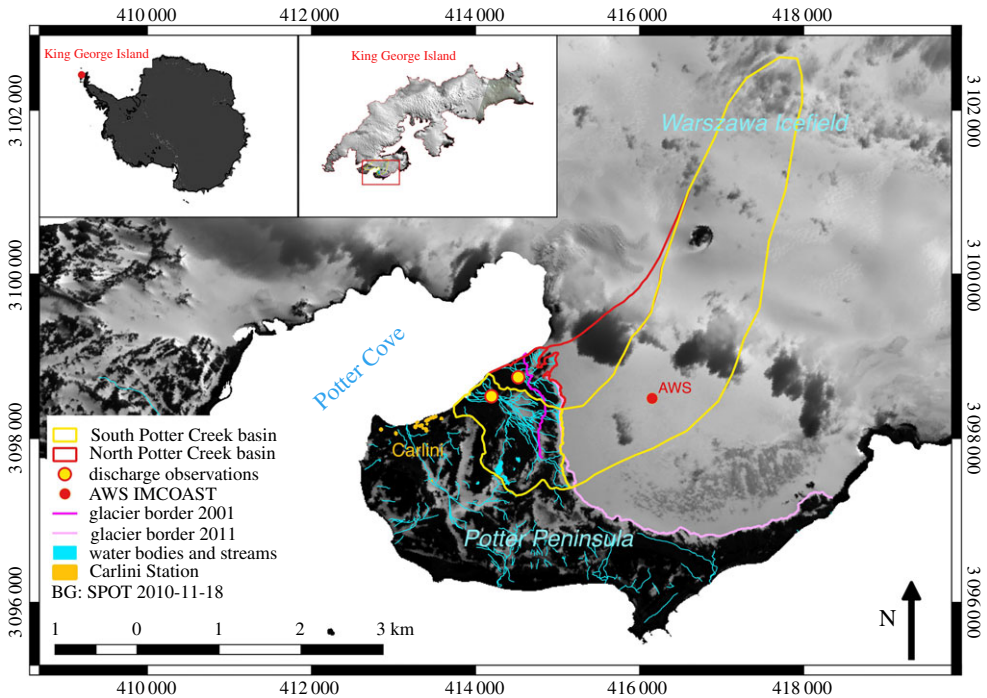 410 000 412 000 414 000 416 000 418 000
King George Island
King George Island
3 102 000
3 102 000
Warszawa Icefield
3 100 000
3 100 000
Potter Cove
AWS
3 098 000
3 098 000
Carlini
South Potter Creek basin
North Potter Creek basin
discharge observations
AWS IMCOAST
glacier border 2001
glacier border 2011
water bodies and streams
Carlini Station
BG: SPOT 2010-11-18
Potter Peninsula
3 096 000
3 096 000
N
1 0 1 2 3 km
410 000 412 000 414 000 416 000 418 000